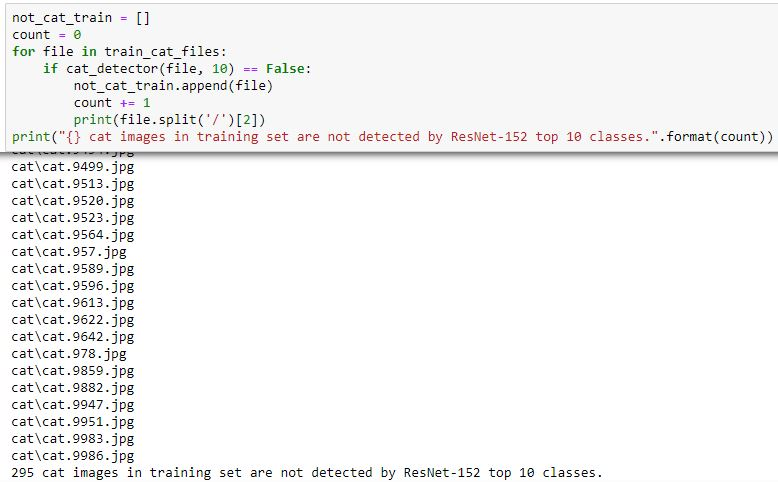 not_cat_train = []
count = 0
for file in train_cat_files:
    if cat_detector(file, 10) == False:
        not_cat_train.append(file)
        count += 1
        print(file.split('/')[2])
print("{} cat images in training set are not detected by ResNet-152 top 10 classes.".format(count))
cat\cat.9499.jpg
cat\cat.9513.jpg
cat\cat.9520.jpg
cat\cat.9523.jpg
cat\cat.9564.jpg
cat\cat.957.jpg
cat\cat.9589.jpg
cat\cat.9596.jpg
cat\cat.9613.jpg
cat\cat.9622.jpg
cat\cat.9642.jpg
cat\cat.978.jpg
cat\cat.9859.jpg
cat\cat.9882.jpg
cat\cat.9947.jpg
cat\cat.9951.jpg
cat\cat.9983.jpg
cat\cat.9986.jpg
295 cat images in training set are not detected by ResNet-152 top 10 classes.